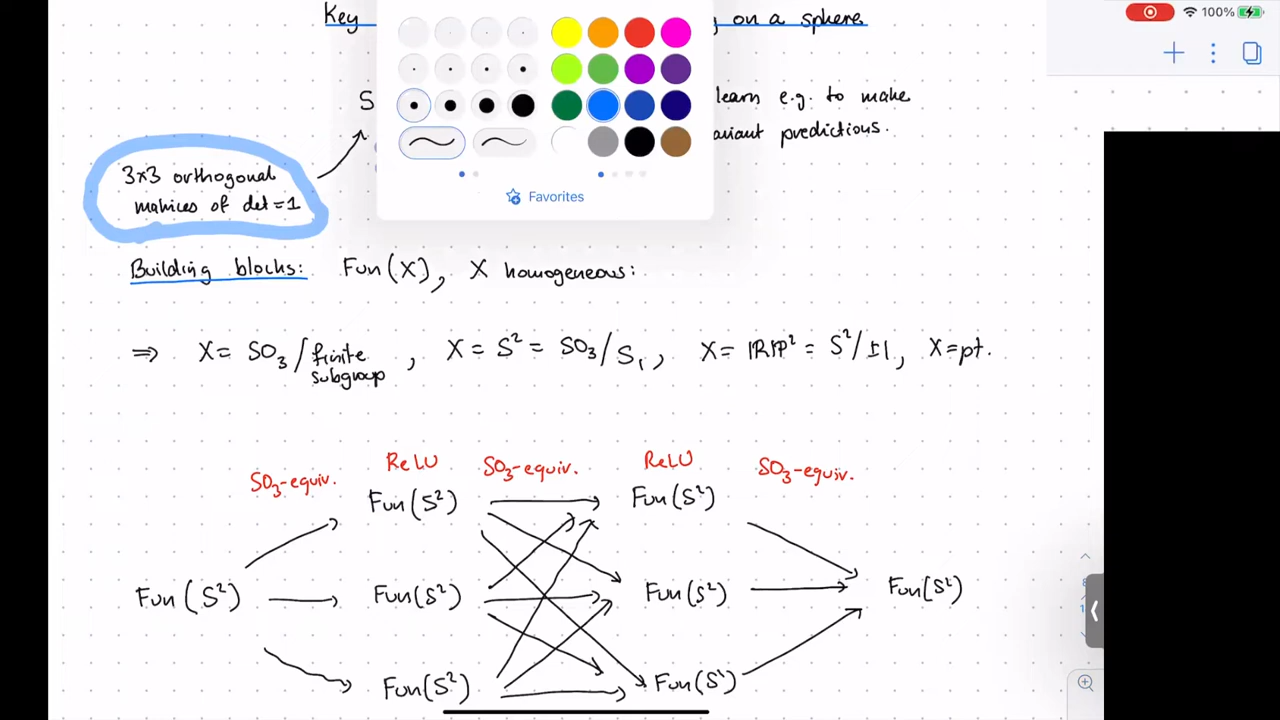 100%
Key on a sphere
S learn e.g. to make
variant predictions.
3x3 orthogonal
matrices of det=1
Favorites
Building blocks: Fun(X), X homogeneous:
⇒ X = SO₃/finite subgroup, X = S² = SO₃/S₁, X = ℝℙ² = S²/±1, X=pt.
SO₃-equiv. ReLU SO₃-equiv. ReLU SO₃-equiv.
Fun(S²) Fun(S²)
Fun(S²) Fun(S²) Fun(S²) Fun(S²)
Fun(S²) Fun(S²)